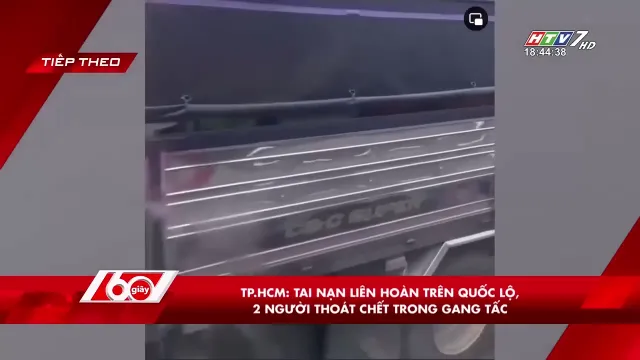 TIẾP THEO
HTV7 HD
18:44:38
60 giây
TP.HCM: TAI NẠN LIÊN HOÀN TRÊN QUỐC LỘ,
2 NGƯỜI THOÁT CHẾT TRONG GANG TẤC